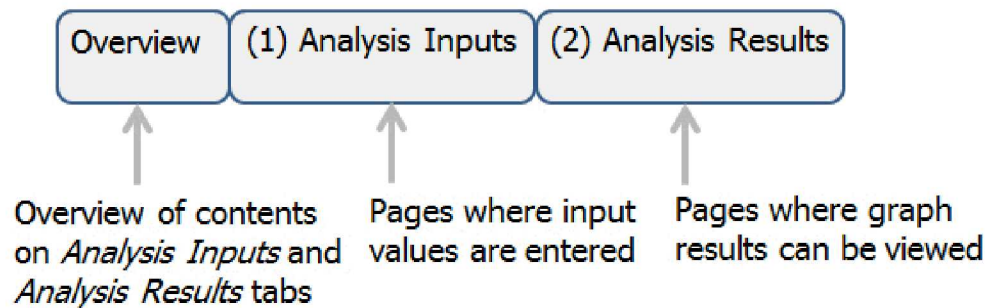 Overview
(1) Analysis Inputs
(2) Analysis Results
Overview of contents
on Analysis Inputs and
Analysis Results tabs
Pages where input
values are entered
Pages where graph
results can be viewed